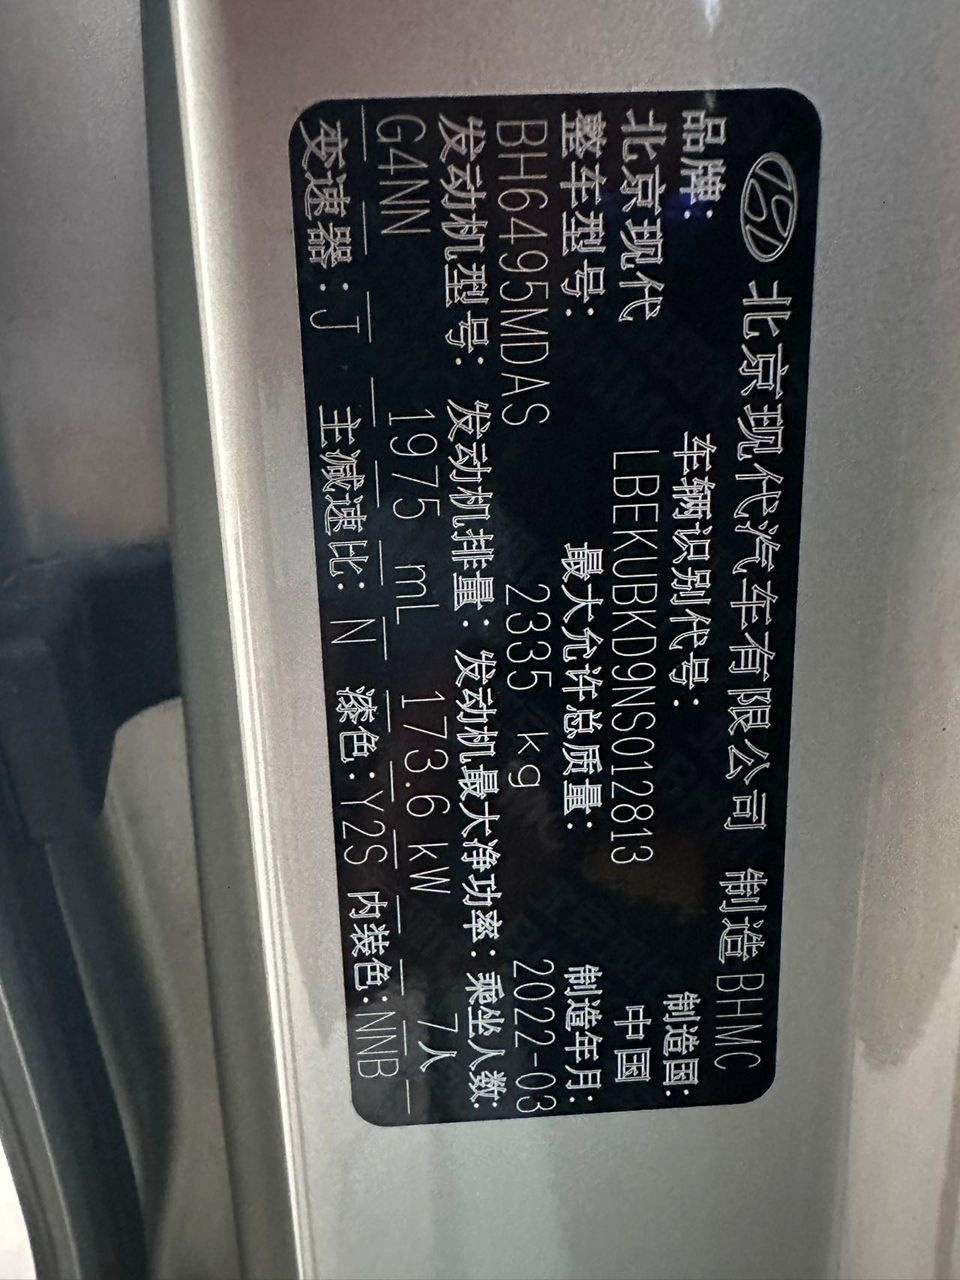 北京现代汽车有限公司 制造 BHMC
品牌: 车辆识别代号: 制造国:
北京现代 LBEKUBKD9NS012813 中国
整车型号: 最大允许总质量: 制造年月:
BH6495MDAS 2335 kg 2022-03
发动机型号: 发动机排量: 发动机最大净功率: 乘坐人数:
G4NN 1975 mL 173.6 kW 7人
变速器: J 主减速比: N 漆色: Y2S 内装色: NNB